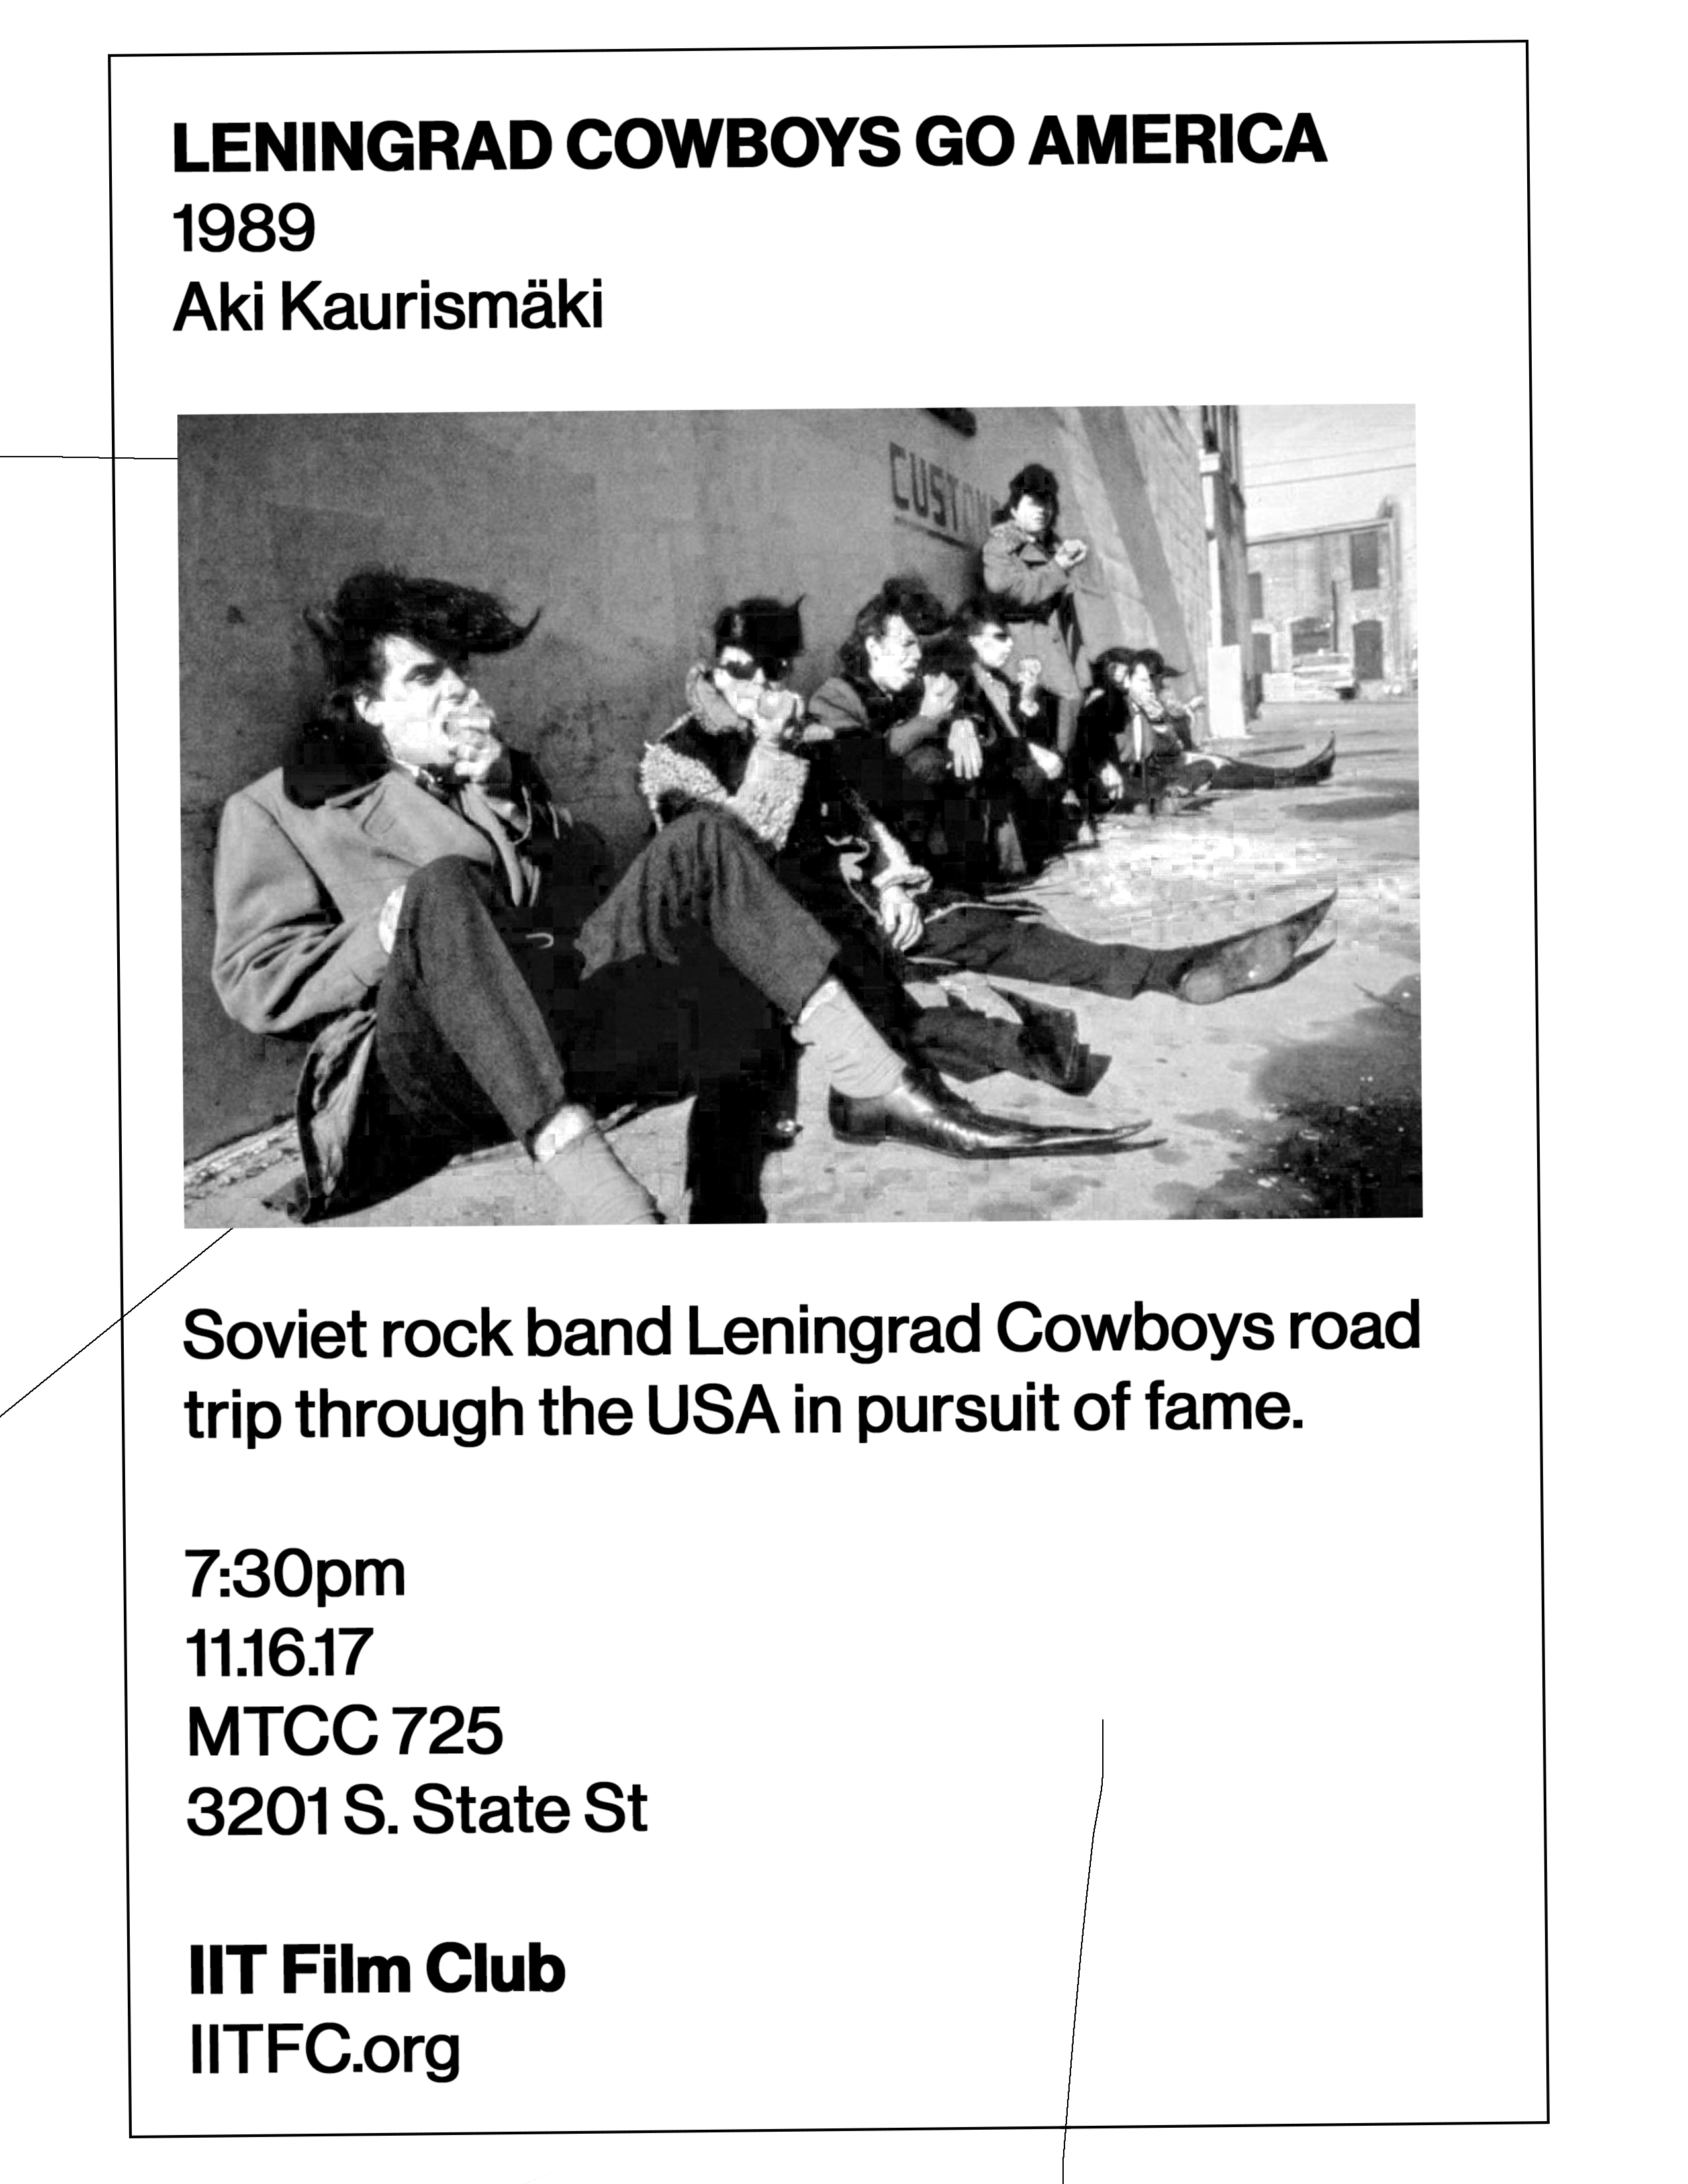 LENINGRAD COWBOYS GO AMERICA
1989
Aki Kaurismäki
Soviet rock band Leningrad Cowboys road
trip through the USA in pursuit of fame.
7:30pm
11.16.17
MTCC 725
3201 S. State St
IIT Film Club
IITFC.org